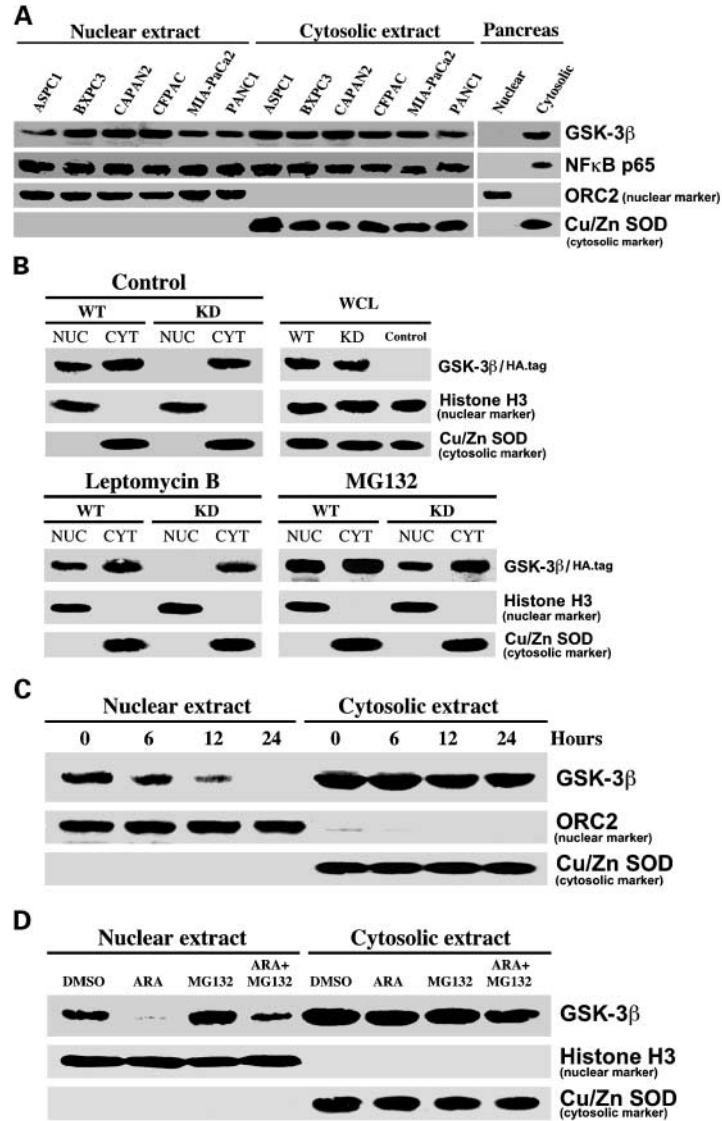 A
Nuclear extract Cytosolic extract Pancreas
ASPC1 BXPC3 CAPAN2 CFPAC MIA-PaCa2 PANC1 ASPC1 BXPC3 CAPAN2 CFPAC MIA-PaCa2 PANC1 Nuclear Cytosolic
GSK-3β
NFκB p65
ORC2 (nuclear marker)
Cu/Zn SOD
(cytosolic marker)
B
Control
WT KD
NUC CYT NUC CYT
WCL
WT KD Control
GSK-3β/HA.tag
Histone H3
(nuclear marker)
Cu/Zn SOD
(cytosolic marker)
Leptomycin B MG132
WT KD WT KD
NUC CYT NUC CYT NUC CYT NUC CYT
GSK-3β/HA.tag
Histone H3
(nuclear marker)
Cu/Zn SOD
(cytosolic marker)
C
Nuclear extract Cytosolic extract
0 6 12 24 0 6 12 24 Hours
GSK-3β
ORC2
(nuclear marker)
Cu/Zn SOD
(cytosolic marker)
D
Nuclear extract Cytosolic extract
DMSO ARA MG132 ARA+ MG132 DMSO ARA MG132 ARA+ MG132
GSK-3β
Histone H3
(nuclear marker)
Cu/Zn SOD
(cytosolic marker)